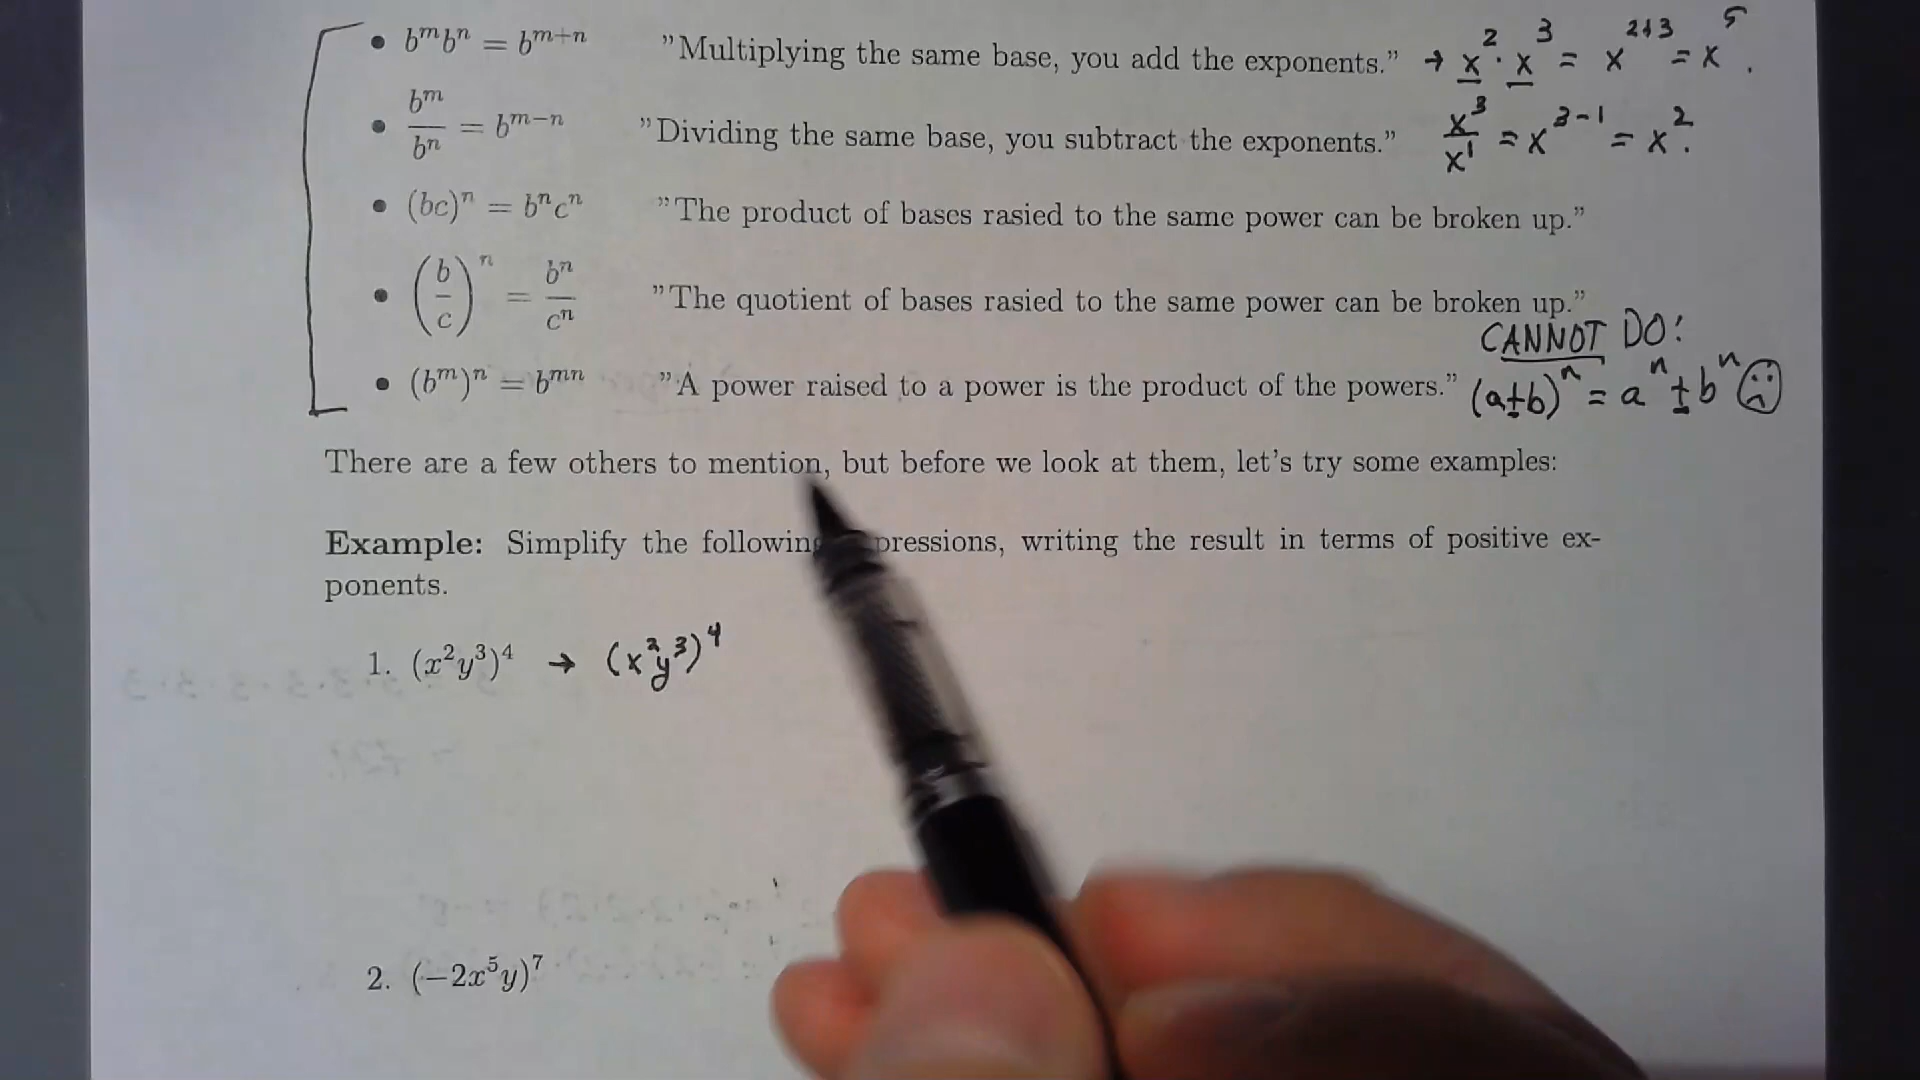 • b^m b^n = b^{m+n} ”Multiplying the same base, you add the exponents.” → x^2 · x^3 = x^{2+3} = x^5.
• b^m/b^n = b^{m−n} ”Dividing the same base, you subtract the exponents.” x^3/x^1 = x^{3-1} = x^2.
• (bc)^n = b^n c^n ”The product of bases rasied to the same power can be broken up.”
• (b/c)^n = b^n/c^n ”The quotient of bases rasied to the same power can be broken up.”
CANNOT DO!
• (b^m)^n = b^{mn} ”A power raised to a power is the product of the powers.” (a±b)^n = a^n ± b^n
There are a few others to mention, but before we look at them, let’s try some examples:
Example: Simplify the following pressions, writing the result in terms of positive ex-
ponents.
1. (x^2y^3)^4 → (x^2y^3)^4
2. (−2x^5y)^7